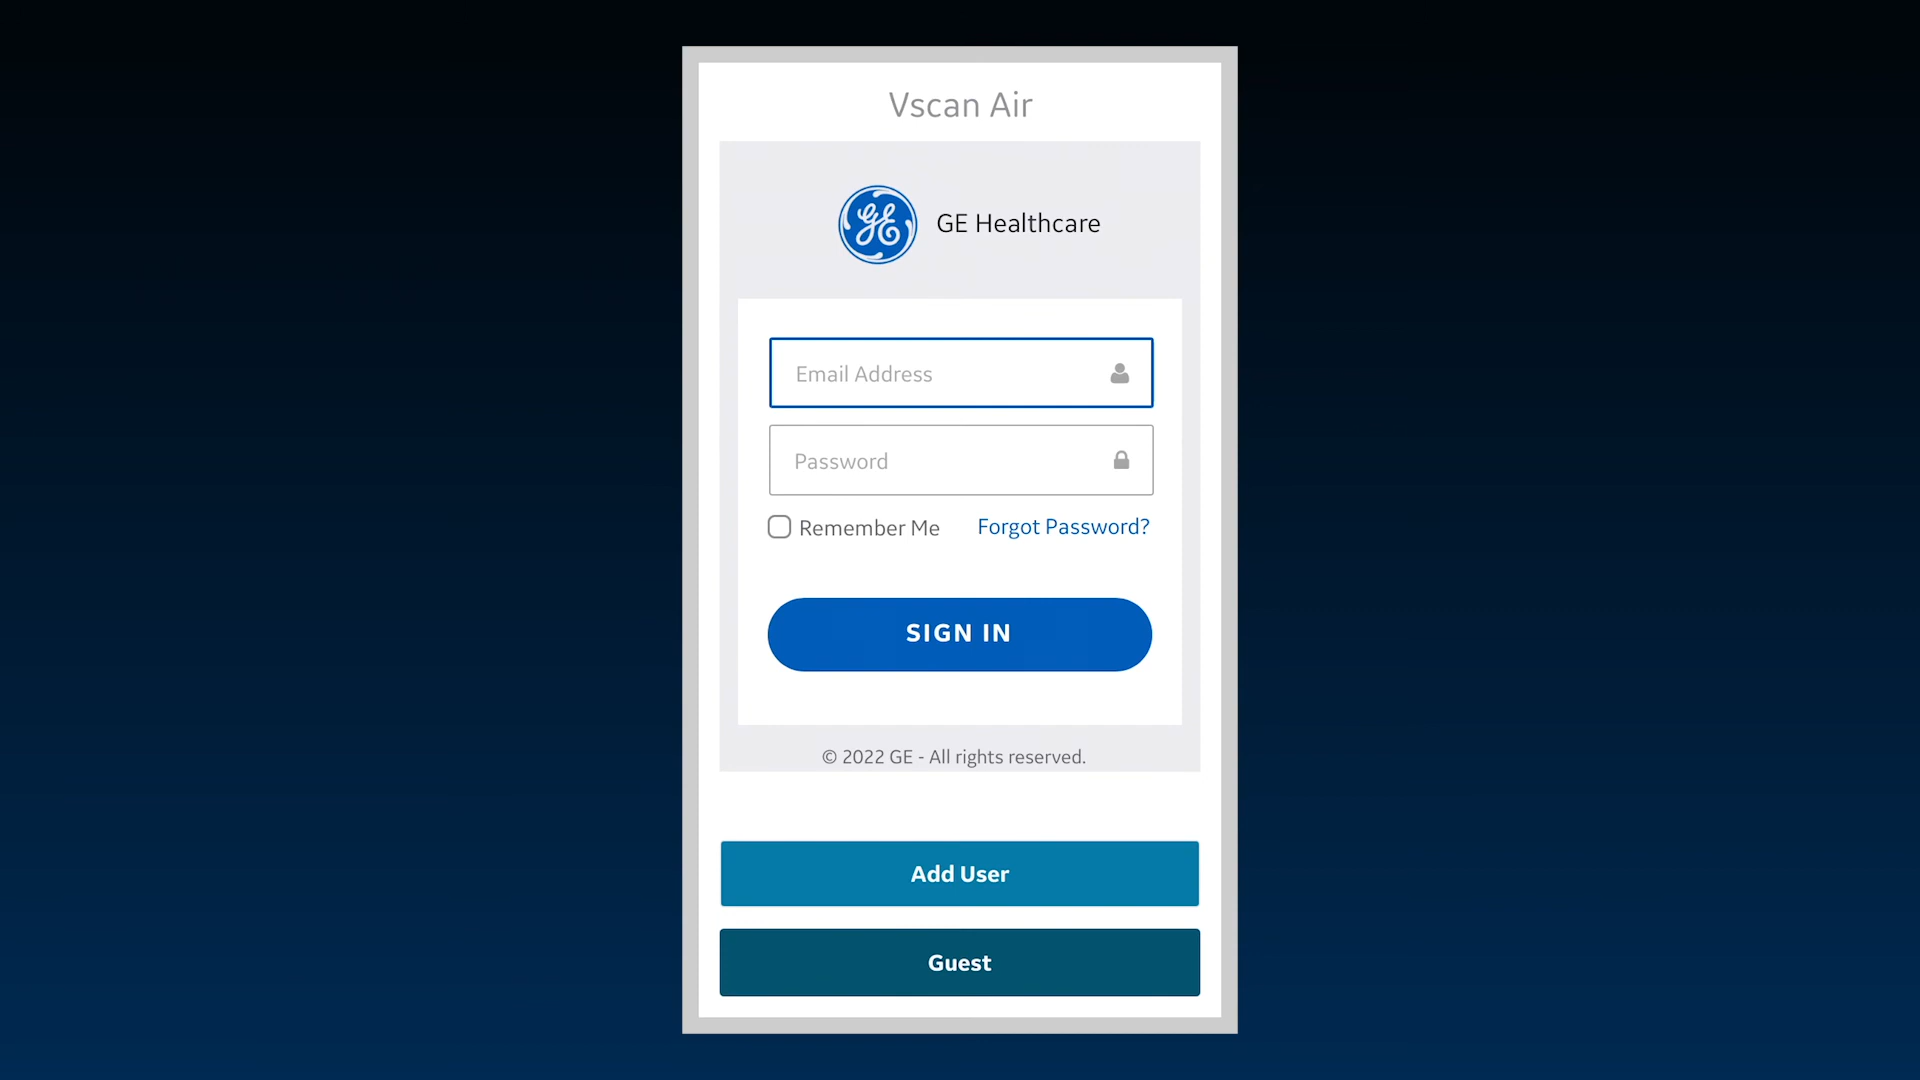 Vscan Air
GE Healthcare
Email Address
Password
Remember Me Forgot Password?
SIGN IN
© 2022 GE - All rights reserved.
Add User
Guest